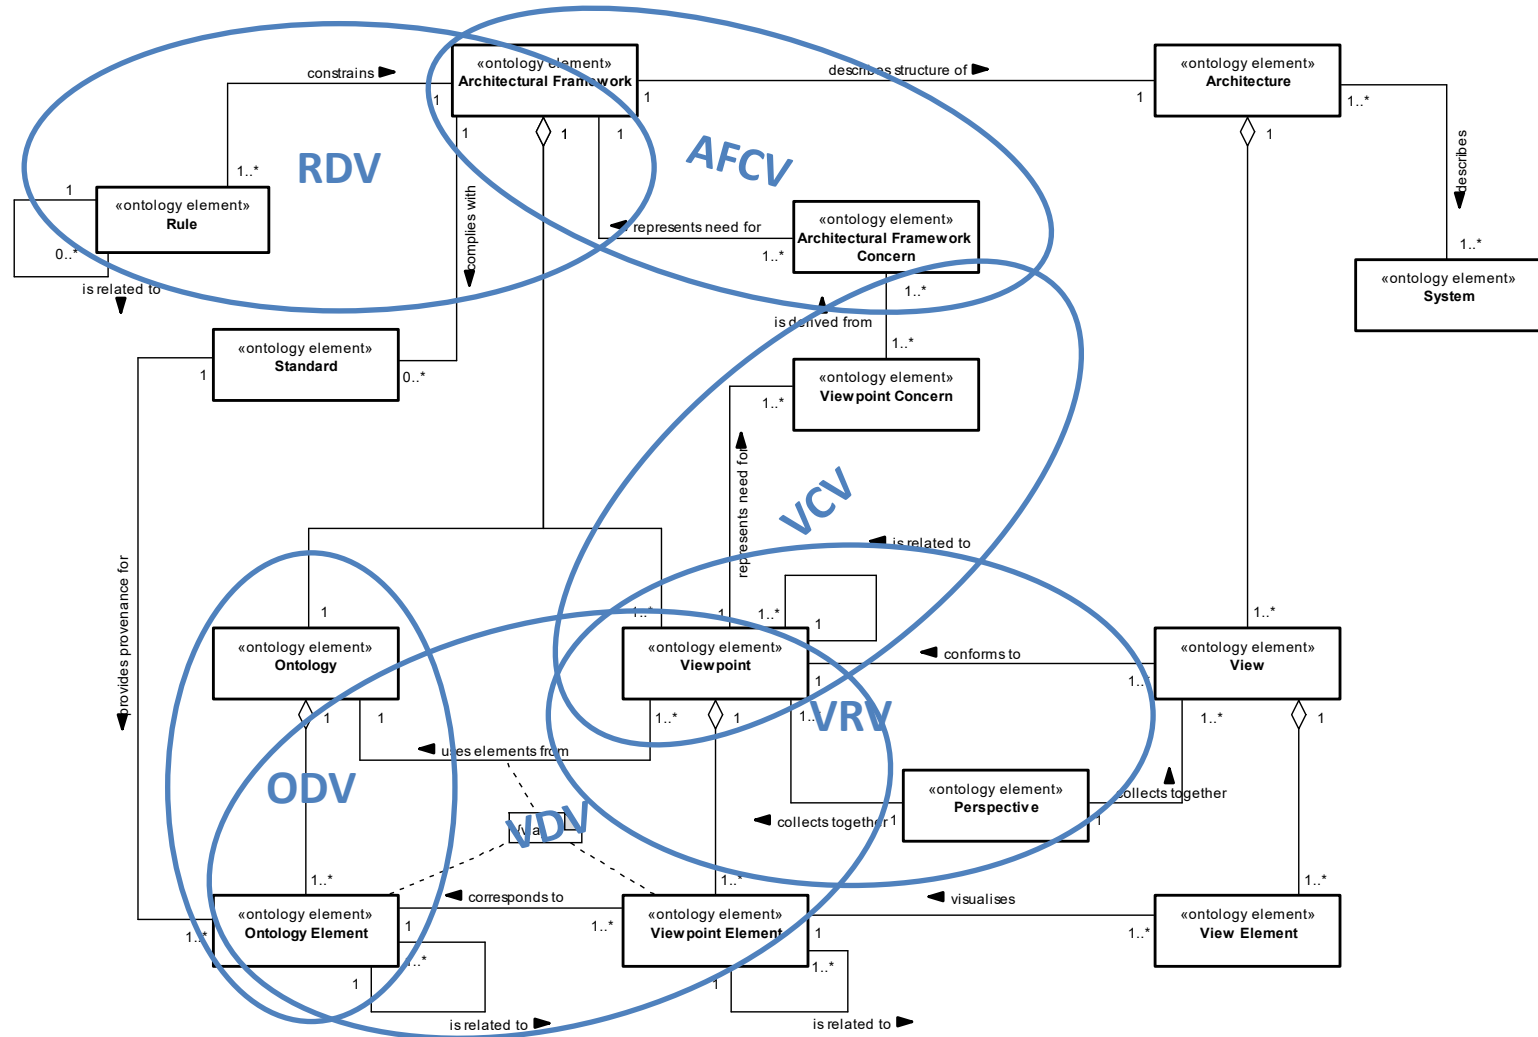 «ontology element»
Architectural Framework
constrains
1
1
1
1
1
describes structure of
1
«ontology element»
Architecture
1..*
1
describes
1..*
«ontology element»
System
RDV
AFCV
1..*
1
«ontology element»
Rule
0..*
is related to
complies with
represents need for
1..*
«ontology element»
Architectural Framework
Concern
1..*
is derived from
1..*
«ontology element»
Standard
1
0..*
«ontology element»
Viewpoint Concern
1..*
represents need for
VCV
is related to
provides provenance for
1
1..*
1
1..*
1
1..*
«ontology element»
Ontology
«ontology element»
Viewpoint
conforms to
1
1..*
«ontology element»
View
1
1
1..*
1
1..*
VRV
1..*
1
uses elements from
ODV
VDV
«ontology element»
Perspective
collects together
1
1
collects together
1..*
1..*
1..*
corresponds to
visualises
«ontology element»
Ontology Element
1..*
1
1..*
1..*
1
«ontology element»
Viewpoint Element
1
1..*
1..*
1
«ontology element»
View Element
is related to
is related to